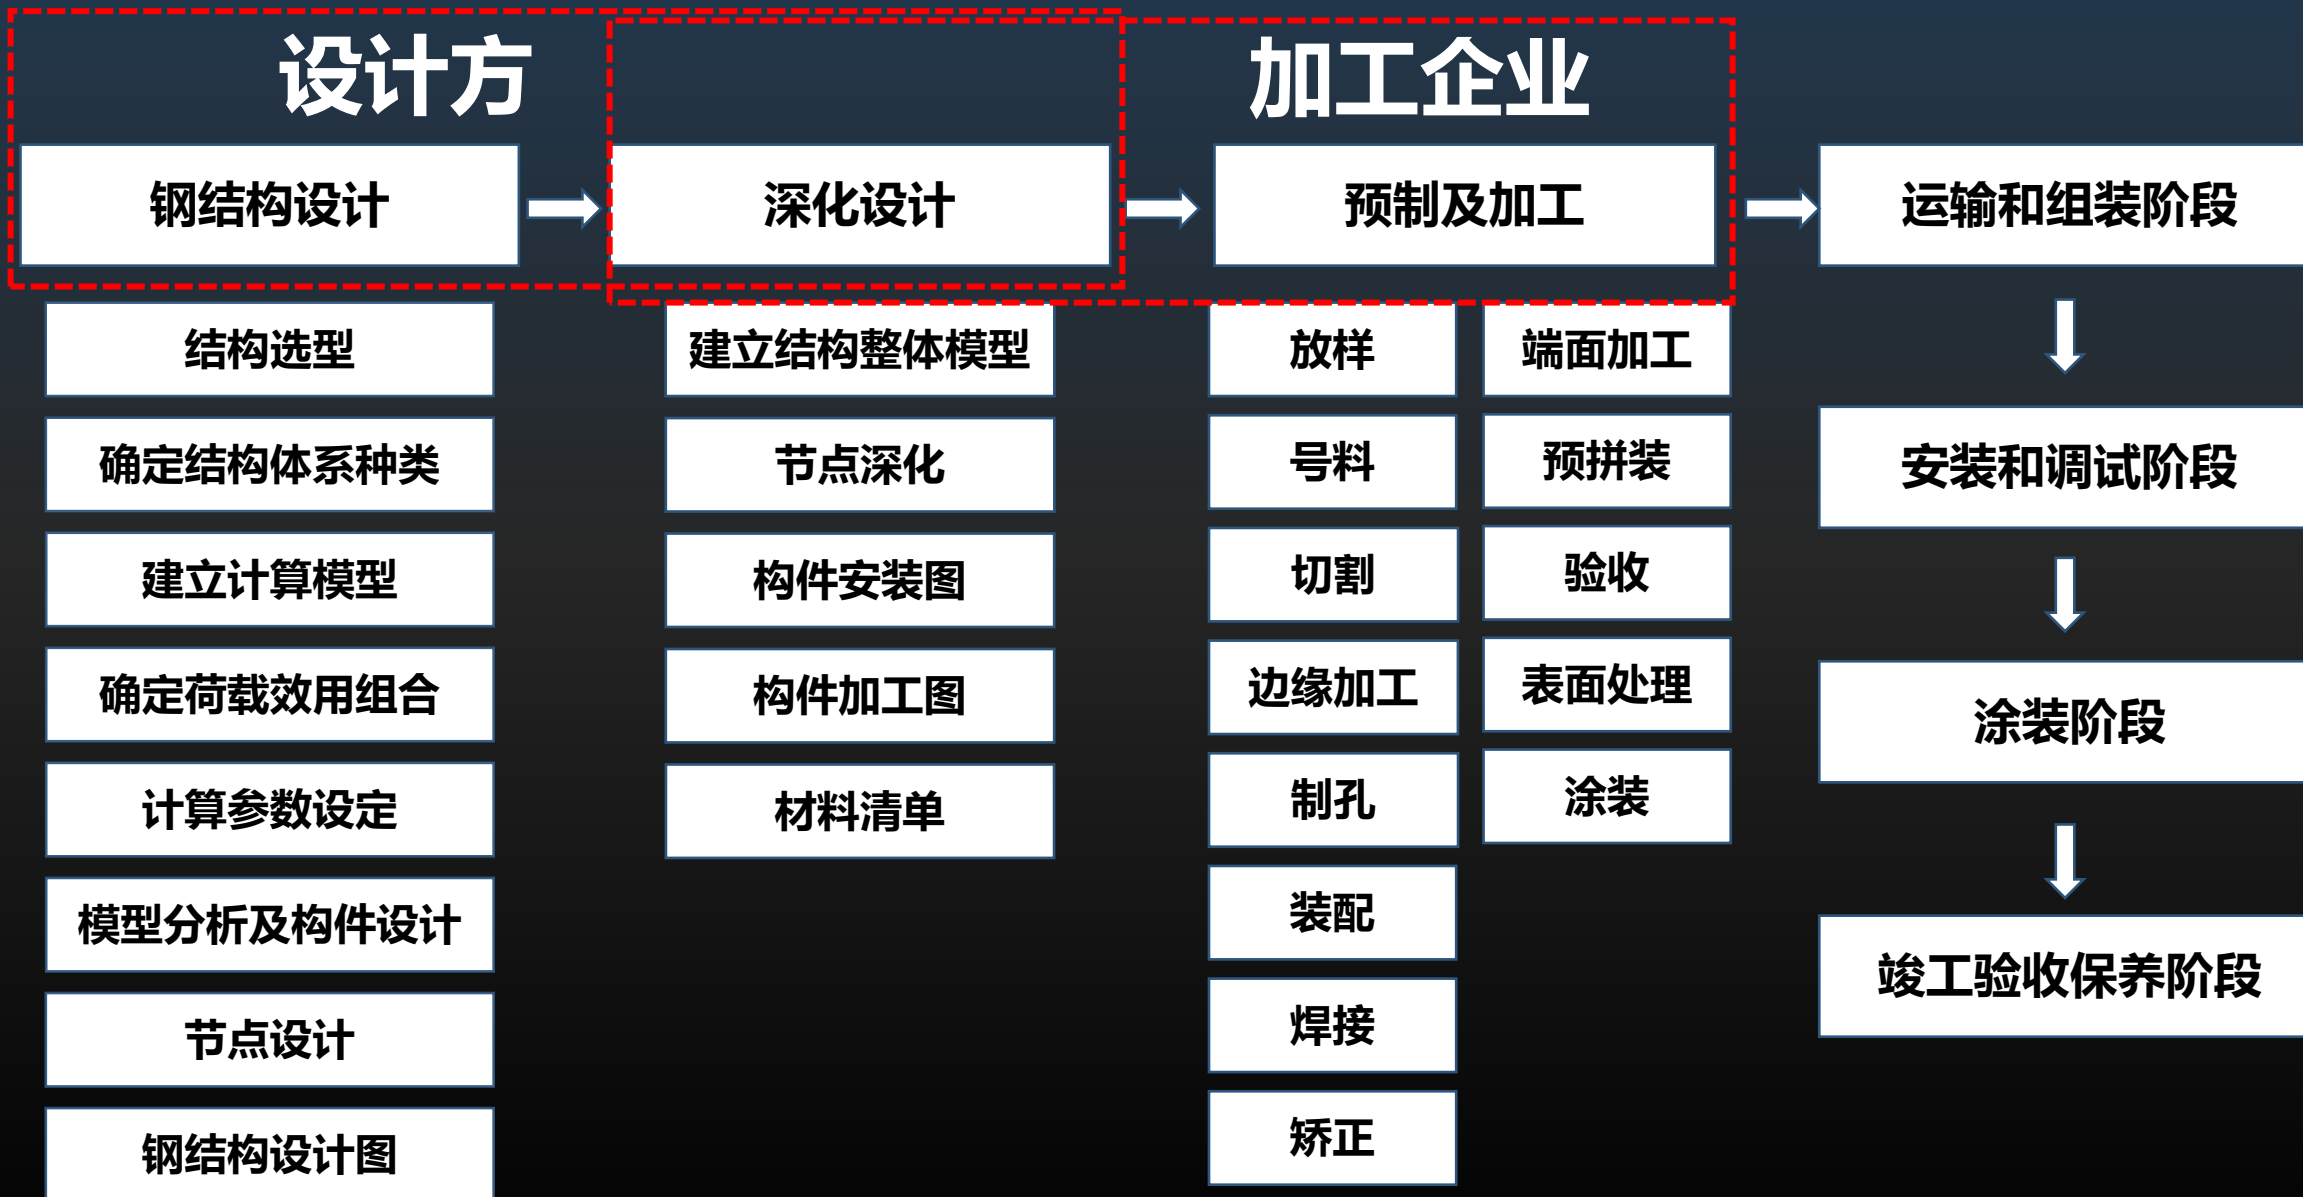 设计方
加工企业
钢结构设计
深化设计
预制及加工
运输和组装阶段
结构选型
确定结构体系种类
建立计算模型
确定荷载效用组合
计算参数设定
模型分析及构件设计
节点设计
钢结构设计图
建立结构整体模型
节点深化
构件安装图
构件加工图
材料清单
放样
号料
切割
边缘加工
制孔
装配
焊接
矫正
端面加工
预拼装
验收
表面处理
涂装
安装和调试阶段
涂装阶段
竣工验收保养阶段